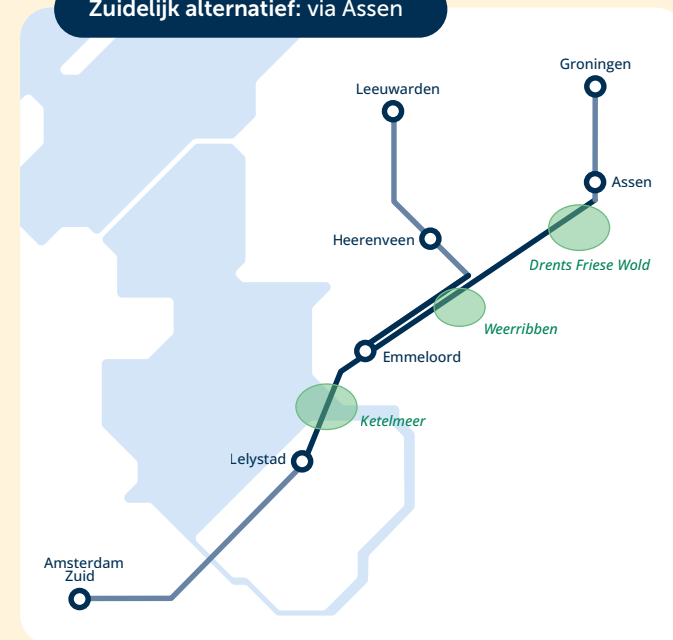 Zuidelijk alternatief: via Assen
Groningen
Leeuwarden
Assen
Heerenveen
Drents Friese Wold
Weerribben
Emmeloord
Ketelmeer
Lelystad
Amsterdam
Zuid